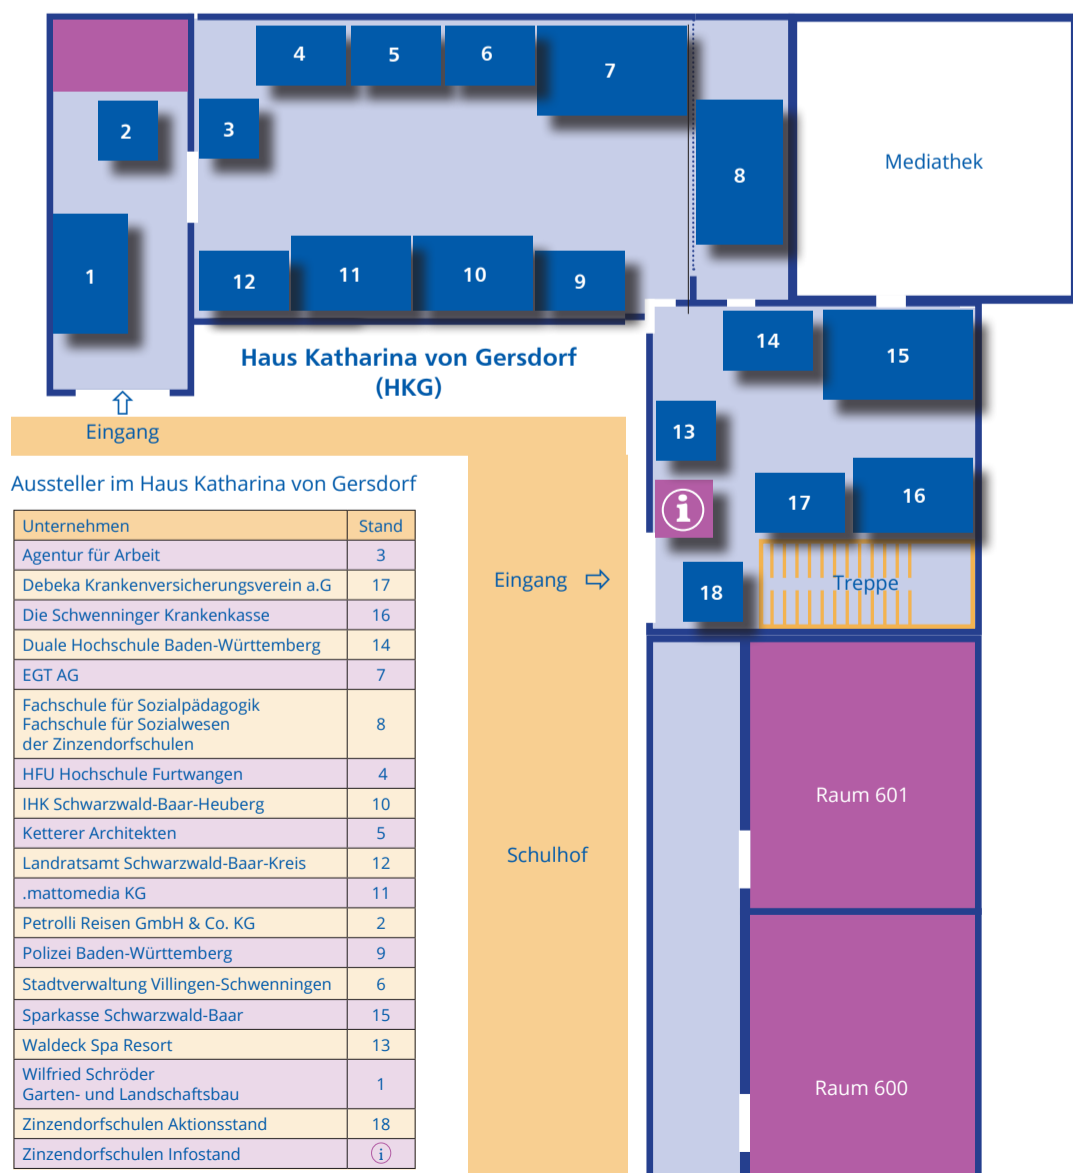 4
5
6
7
2
3
8
Mediathek
1
12
11
10
9
Haus Katharina von Gersdorf
(HKG)
14
15
13
17
16
i
18
Treppe
Eingang
Eingang
Schulhof
Raum 601
Raum 600
Aussteller im Haus Katharina von Gersdorf
Unternehmen Stand
Agentur für Arbeit 3
Debeka Krankenversicherungsverein a.G 17
Die Schwenninger Krankenkasse 16
Duale Hochschule Baden-Württemberg 14
EGT AG 7
Fachschule für Sozialpädagogik
Fachschule für Sozialwesen 8
der Zinzendorfschulen
HFU Hochschule Furtwangen 4
IHK Schwarzwald-Baar-Heuberg 10
Ketterer Architekten 5
Landratsamt Schwarzwald-Baar-Kreis 12
.mattomedia KG 11
Petrolli Reisen GmbH & Co. KG 2
Polizei Baden-Württemberg 9
Stadtverwaltung Villingen-Schwenningen 6
Sparkasse Schwarzwald-Baar 15
Waldeck Spa Resort 13
Wilfried Schröder
Garten- und Landschaftsbau 1
Zinzendorfschulen Aktionsstand 18
Zinzendorfschulen Infostand i